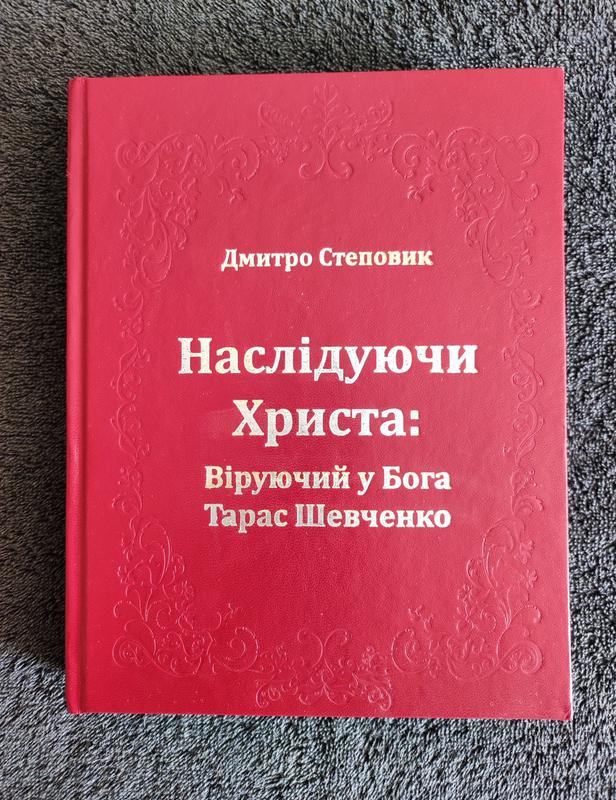 Дмитро Степовик
Наслідуючи
Христа:
Віруючий у Бога
Тарас Шевченко